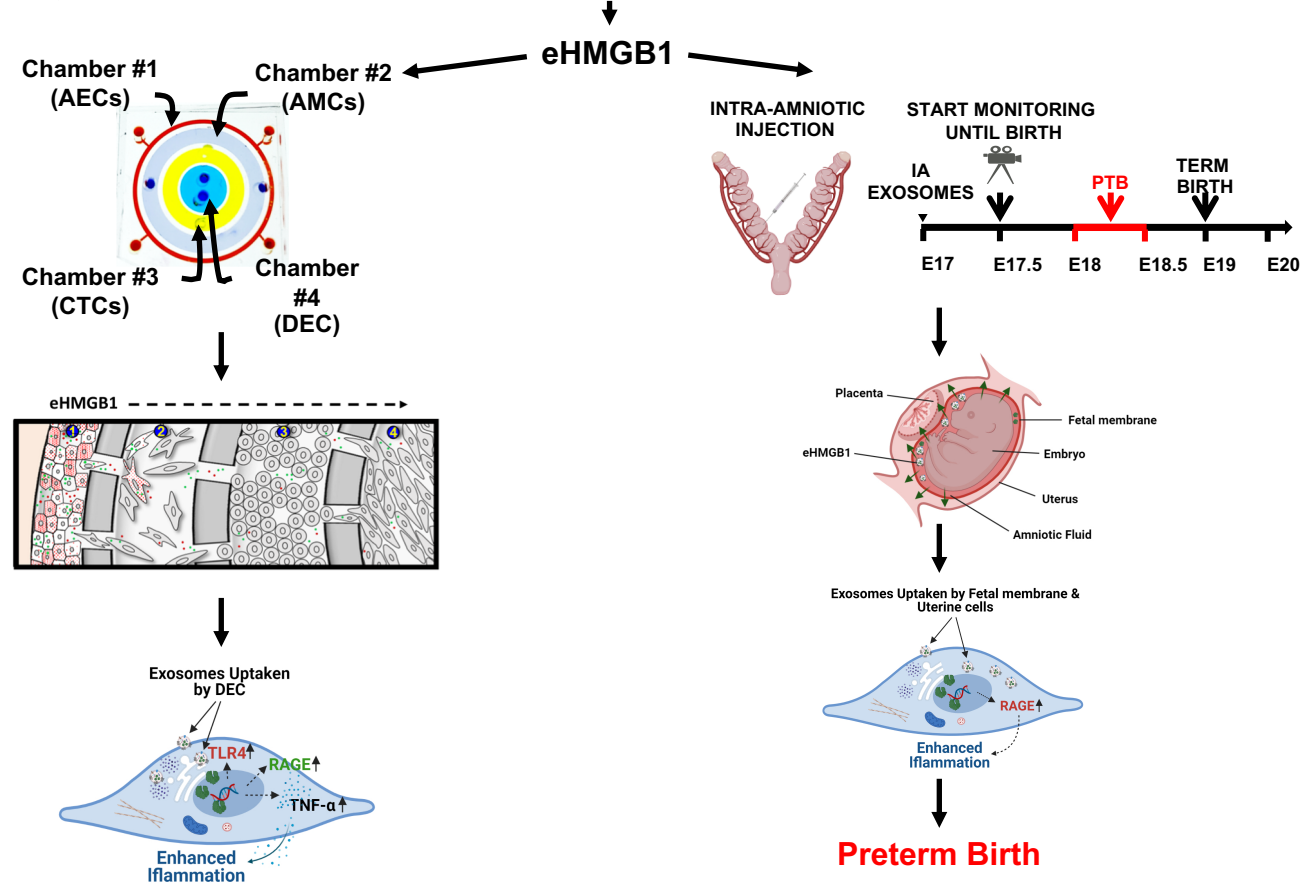 eHMGB1
Chamber #1
(AECs)
Chamber #2
(AMCs)
Chamber #3
(CTCs)
Chamber
#4
(DEC)
eHMGB1
1
2
3
4
Exosomes Uptaken
by DEC
TLR4
RAGE
TNF-α
Enhanced
Iflammation
INTRA-AMNIOTIC
INJECTION
START MONITORING
UNTIL BIRTH
IA
EXOSOMES
PTB
TERM
BIRTH
E17
E17.5
E18
E18.5
E19
E20
Placenta
Fetal membrane
eHMGB1
Embryo
Uterus
Amniotic Fluid
Exosomes Uptaken by Fetal membrane &
Uterine cells
RAGE
Enhanced
Iflammation
Preterm Birth